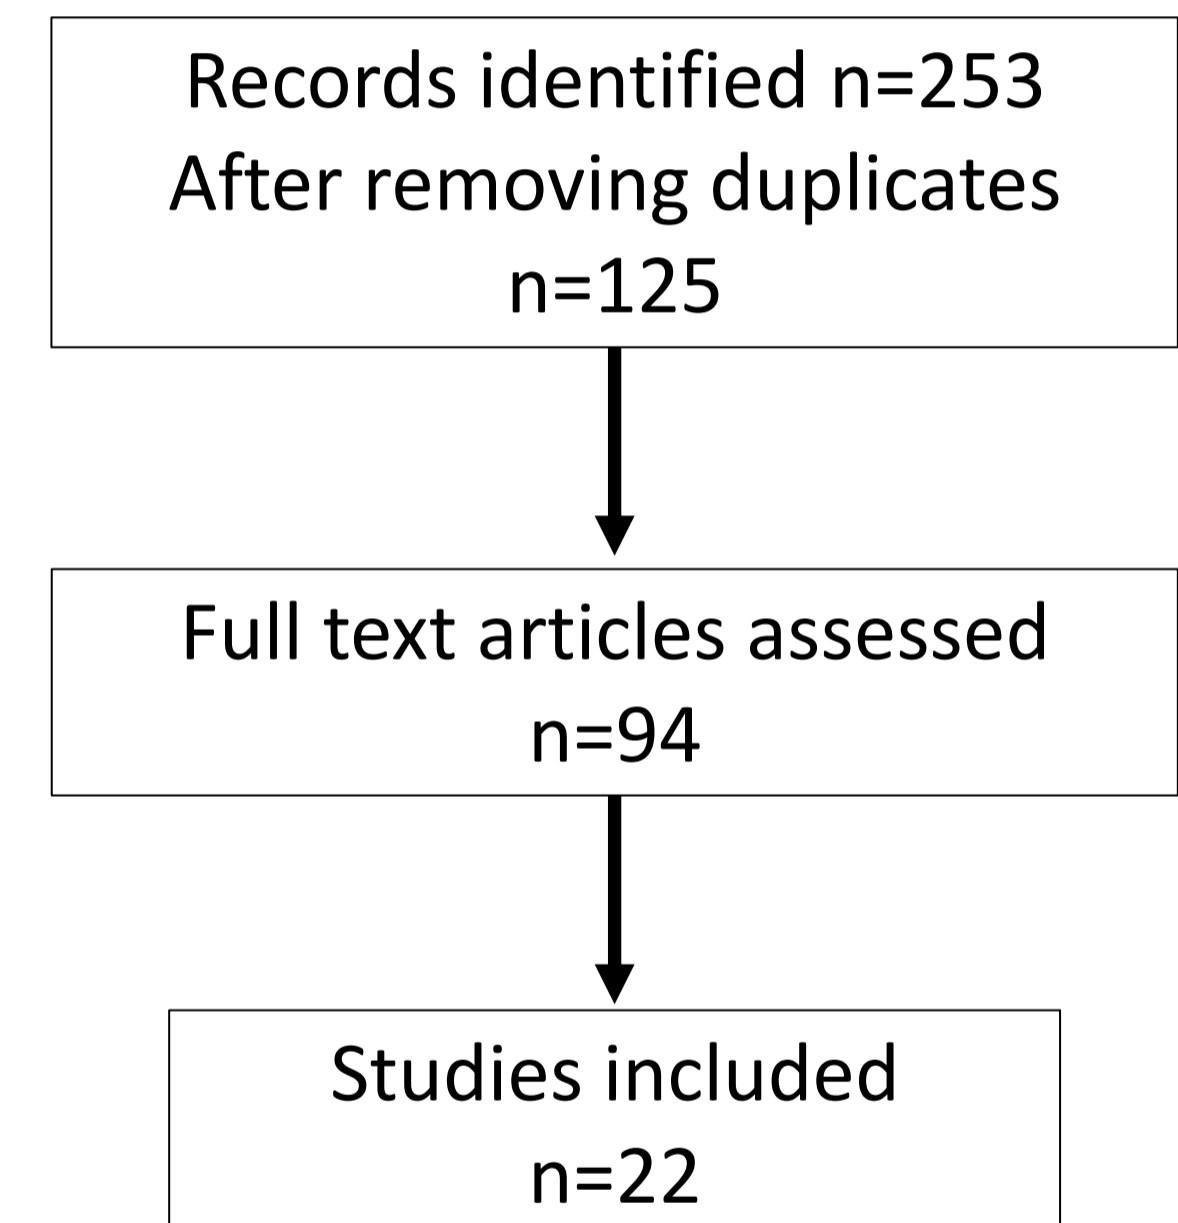 Records identified n=253
After removing duplicates
n=125
Full text articles assessed
n=94
Studies included
n=22